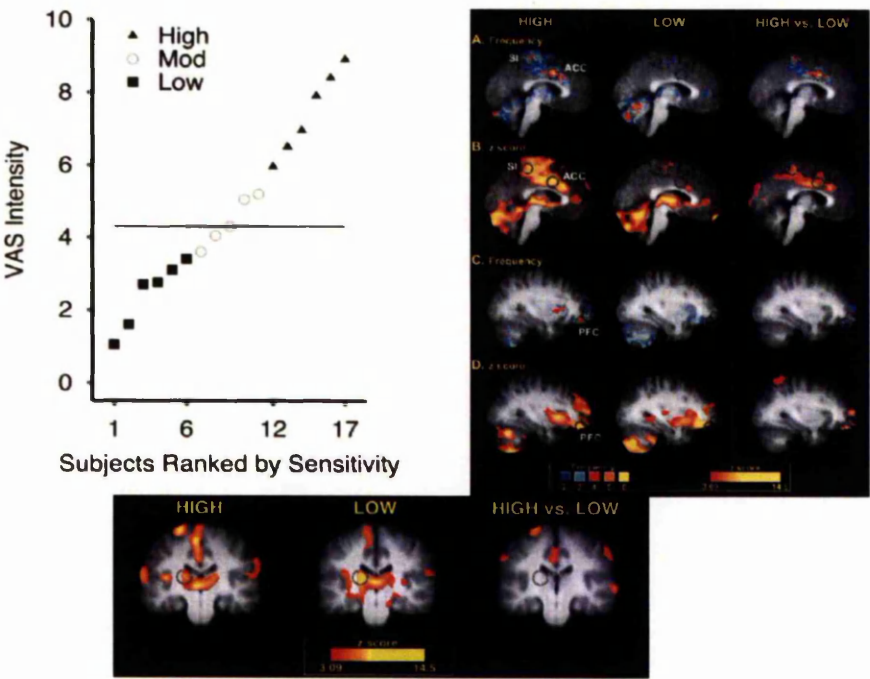 10
8
6
4
2
0
VAS Intensity
High
Mod
Low
1 6 12 17
Subjects Ranked by Sensitivity
HIGH LOW HIGH vs. LOW
A. Frequency
SI ACC
B. z score
SI ACC
C. Frequency
PFC
D. z score
PFC
HIGH LOW HIGH vs. LOW
z score
3.09 14.5